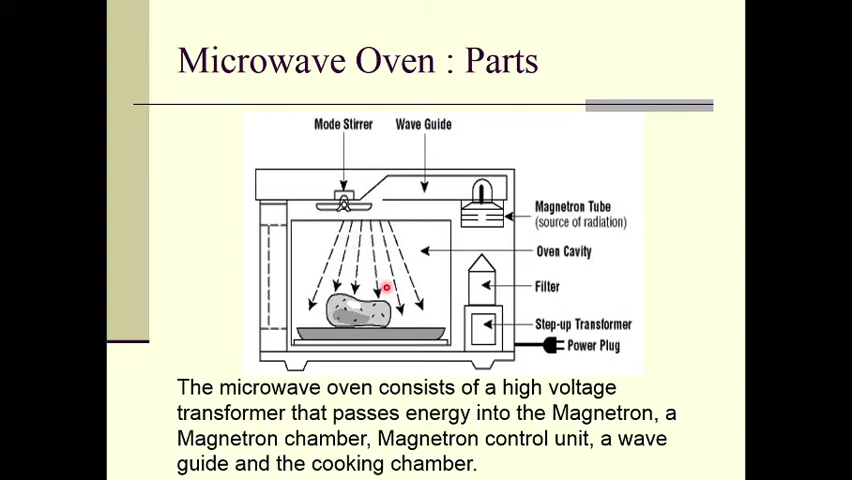 Microwave Oven : Parts
Mode Stirrer
Wave Guide
Magnetron Tube
(source of radiation)
Oven Cavity
Filter
Step-up Transformer
Power Plug
The microwave oven consists of a high voltage
transformer that passes energy into the Magnetron, a
Magnetron chamber, Magnetron control unit, a wave
guide and the cooking chamber.